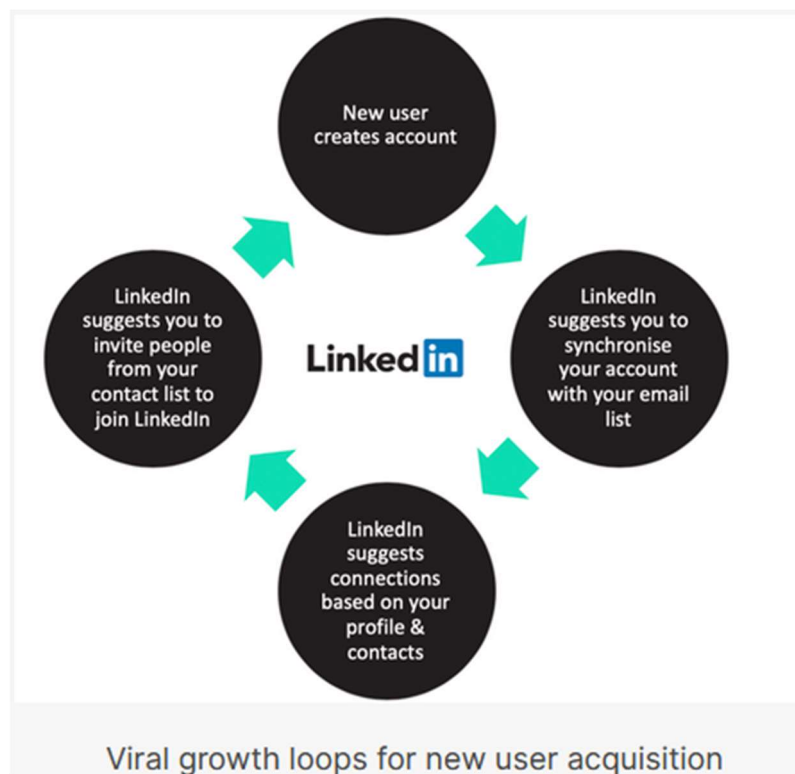 New user
creates account
LinkedIn
suggests you to
synchronise
your account
with your email
list
LinkedIn
suggests
connections
based on your
profile &
contacts
LinkedIn
suggests you to
invite people
from your
contact list to
join LinkedIn
Linked in
Viral growth loops for new user acquisition